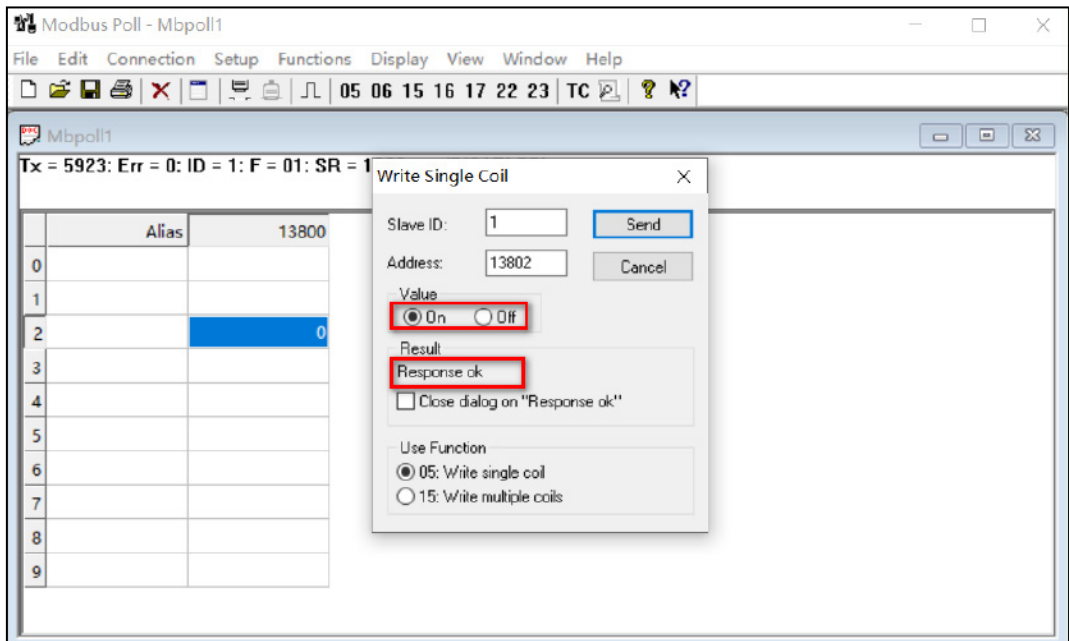 Modbus Poll - Mbpoll1
File Edit Connection Setup Functions Display View Window Help
05 06 15 16 17 22 23 TC
Mbpoll1
Tx = 5923: Err = 0: ID = 1: F = 01: SR = 1
Alias 13800
0
1
2 0
3
4
5
6
7
8
9
Write Single Coil
Slave ID: 1 Send
Address: 13802 Cancel
Value
On Off
Result
Response ok
Close dialog on "Response ok"
Use Function
05: Write single coil
15: Write multiple coils